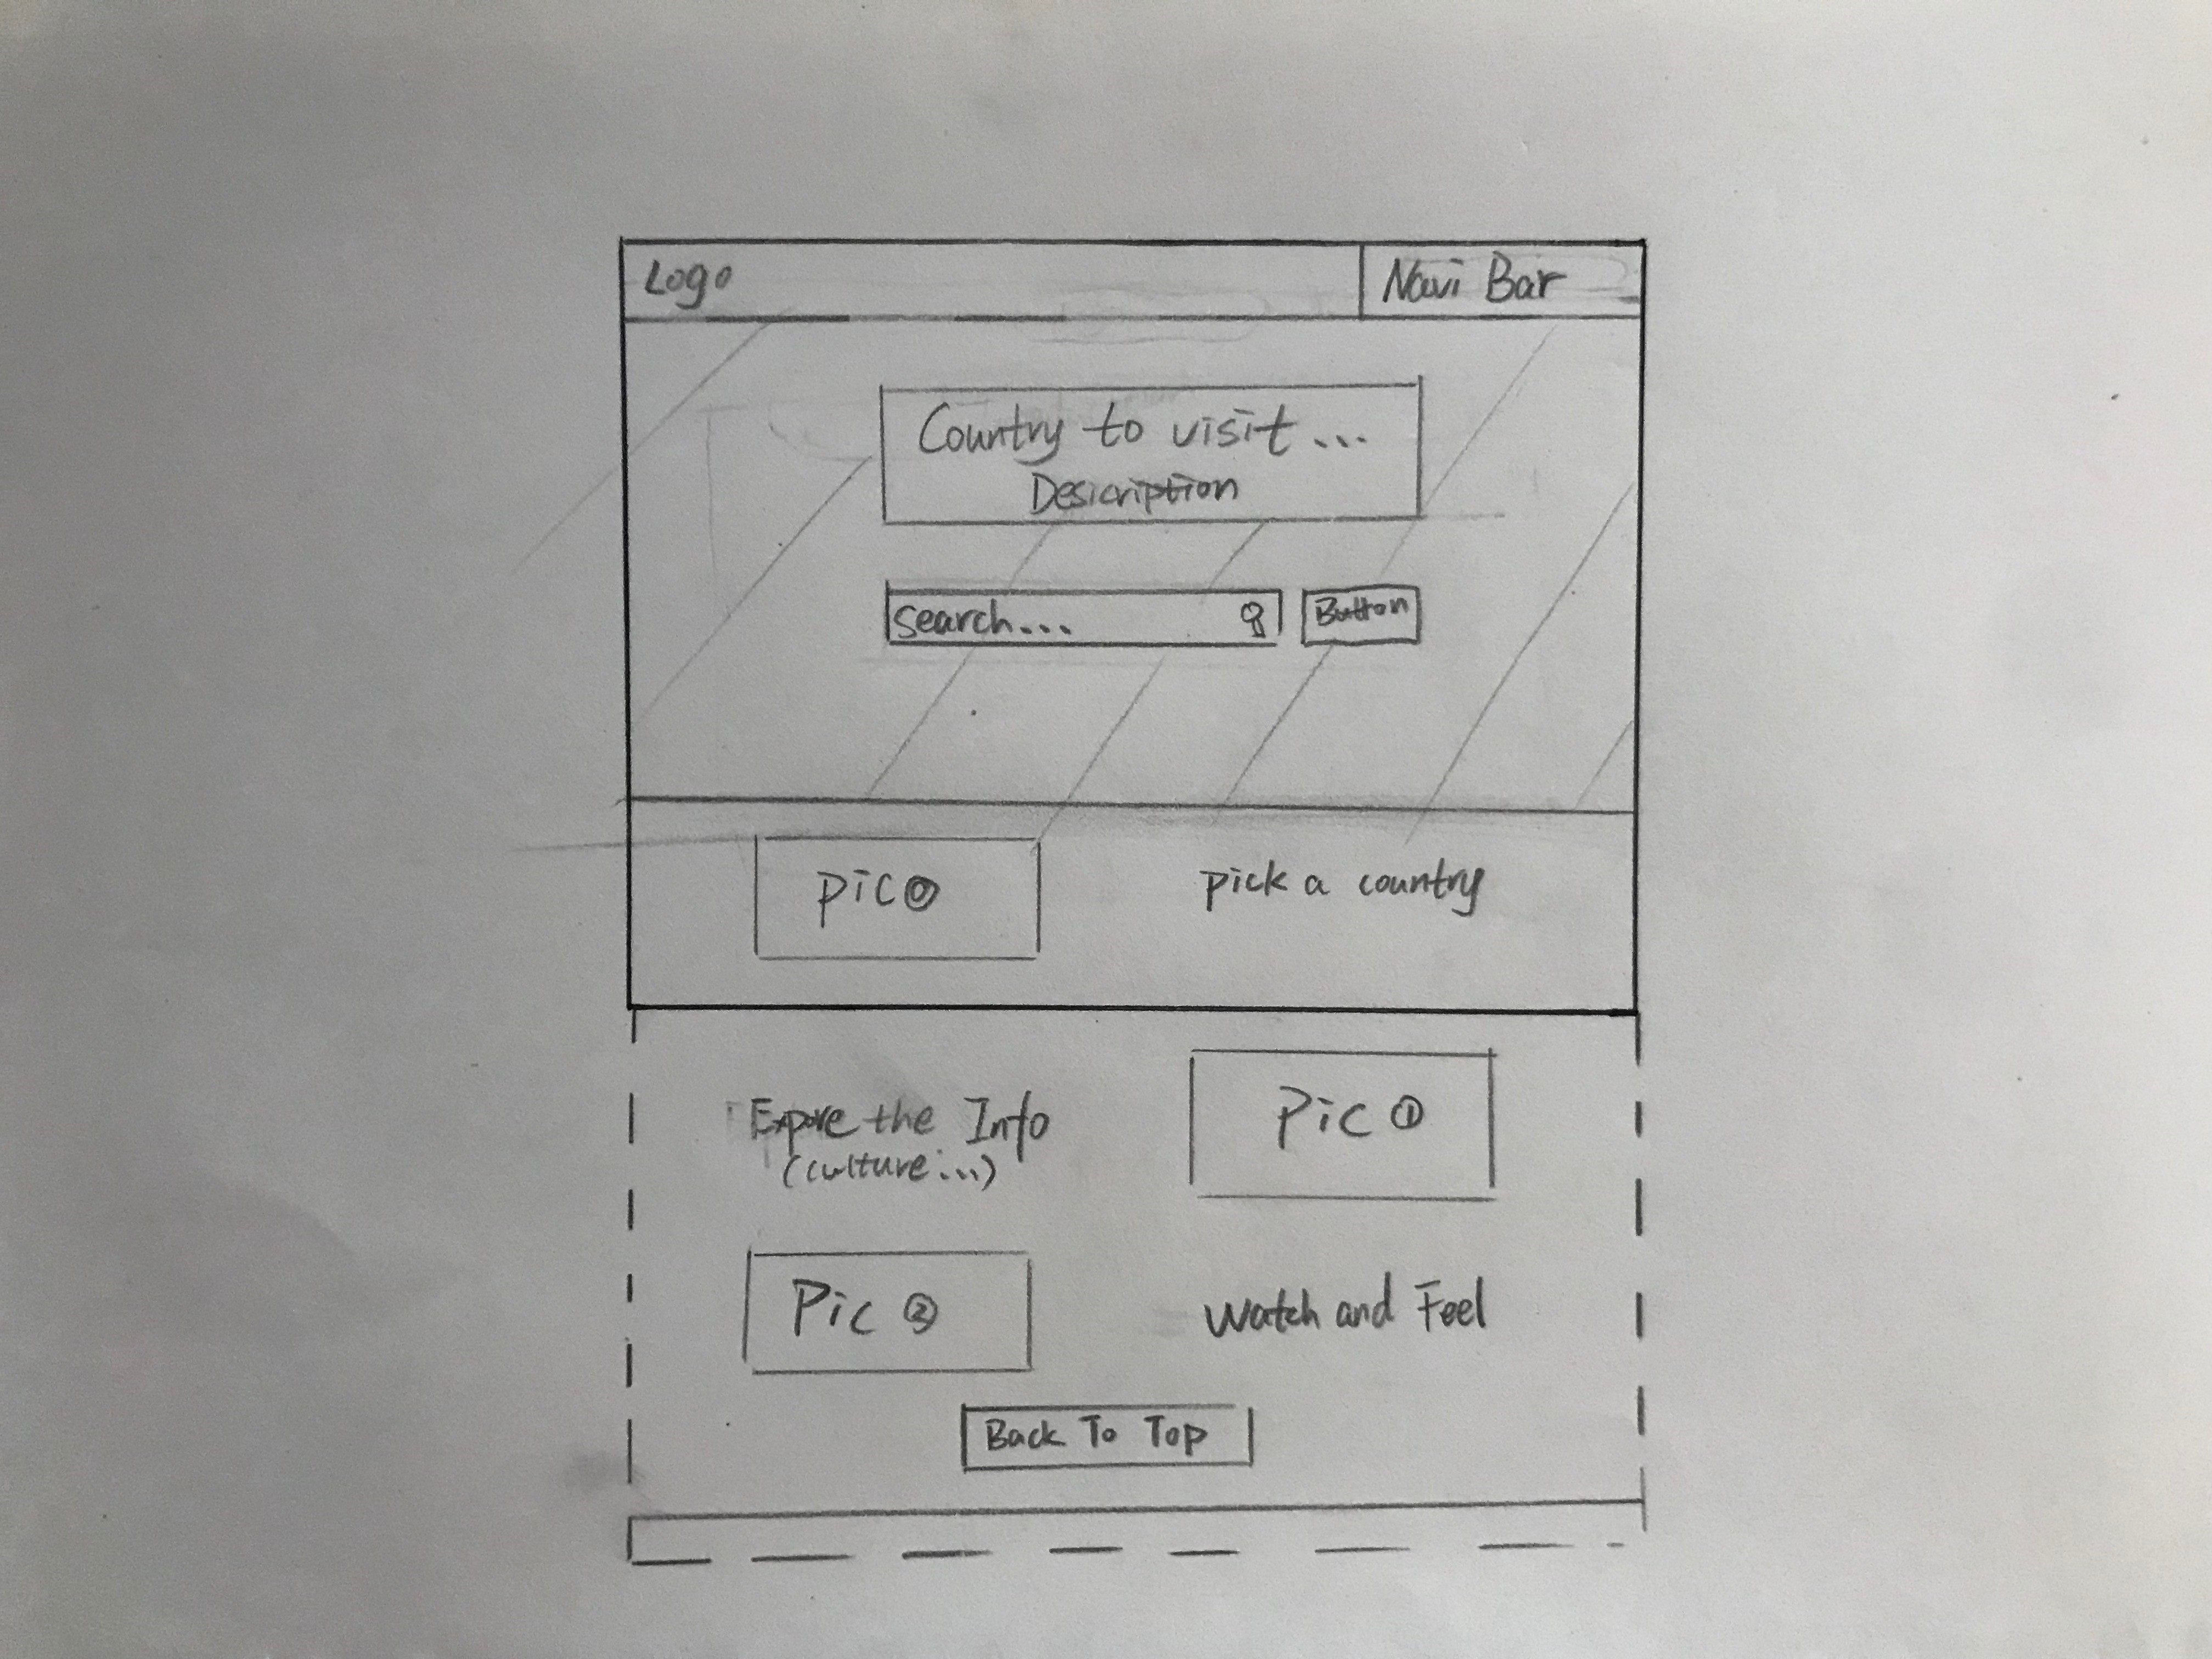 Logo
Navi Bar
Country to visit...
Desicription
search...
Button
pic ⓪
pick a country
Expore the Info
(culture...)
Pic ①
Pic ②
Watch and Feel
Back To Top